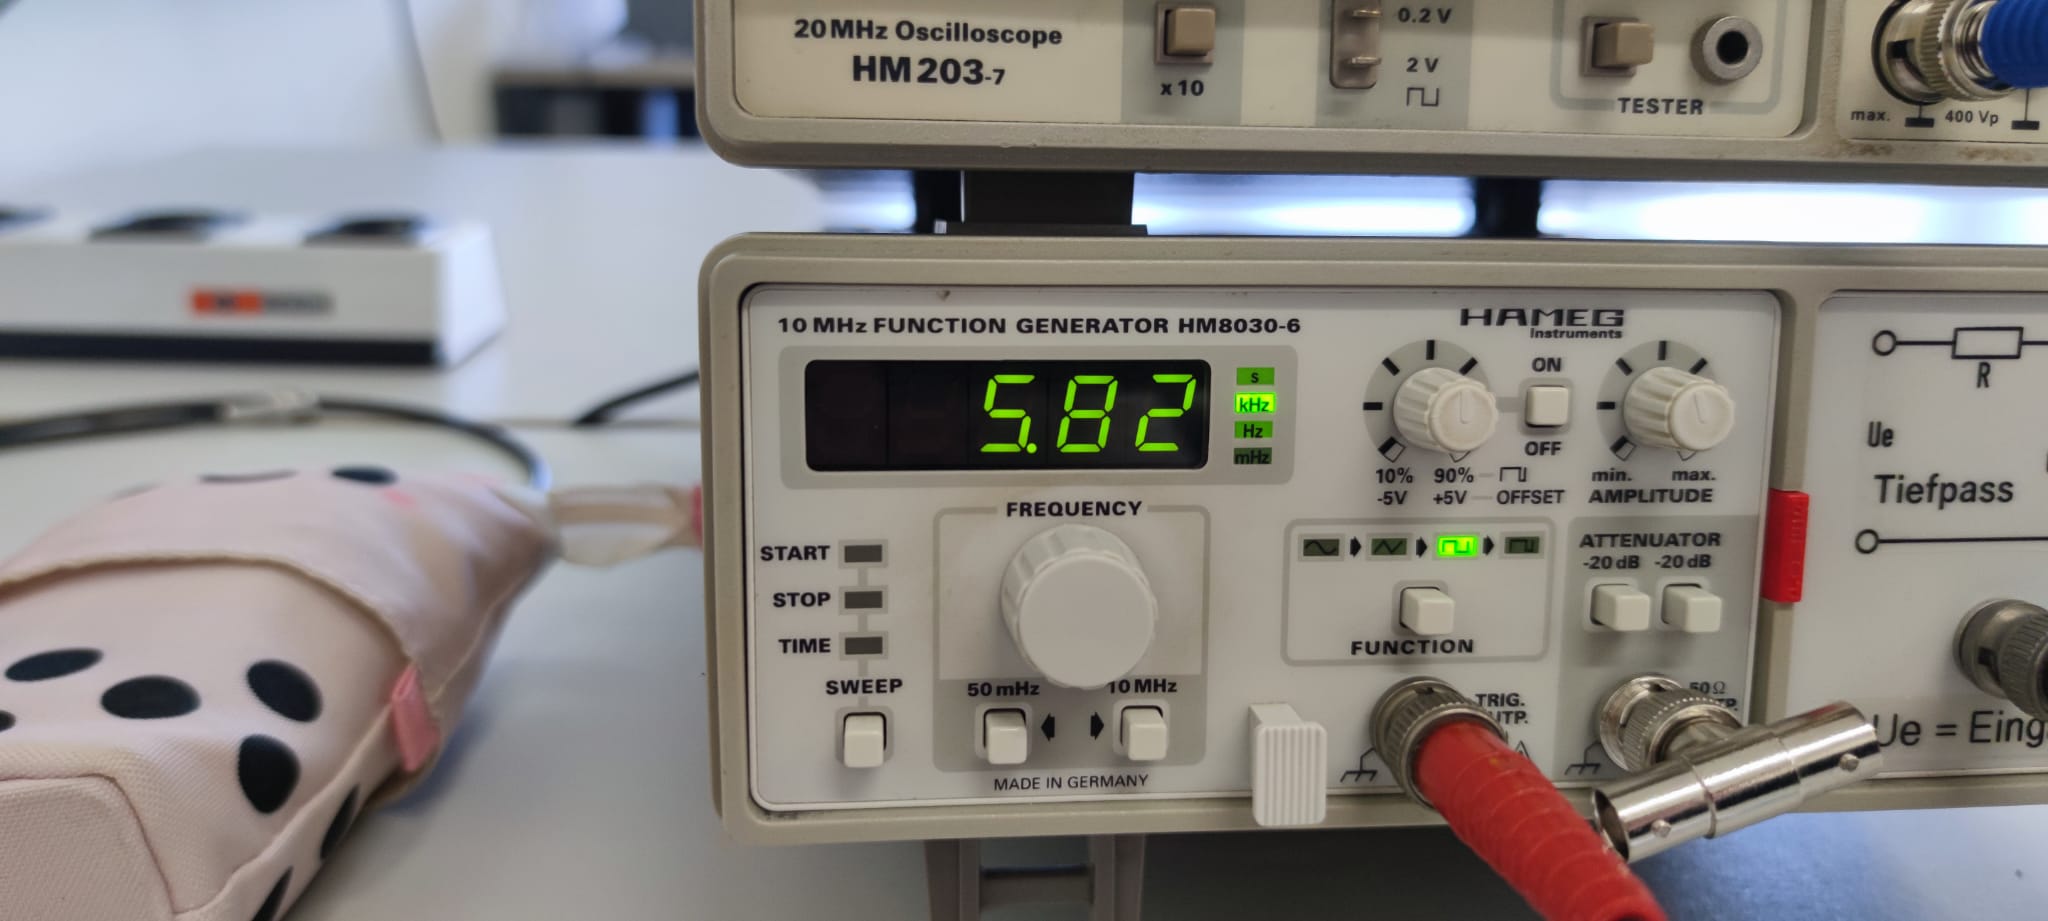 20 MHz Oscilloscope
HM 203-7
x 10
0.2 V
2 V
TESTER
max.
400 Vp
10 MHz FUNCTION GENERATOR HM8030-6
HAMEG
Instruments
5.82
s
kHz
Hz
mHz
ON
OFF
10% 90%
-5V +5V OFFSET
min. max.
AMPLITUDE
FREQUENCY
START
STOP
TIME
SWEEP
50 mHz
10 MHz
MADE IN GERMANY
FUNCTION
ATTENUATOR
-20 dB -20 dB
TRIG.
50 Ω
R
Ue
Tiefpass
Ue =